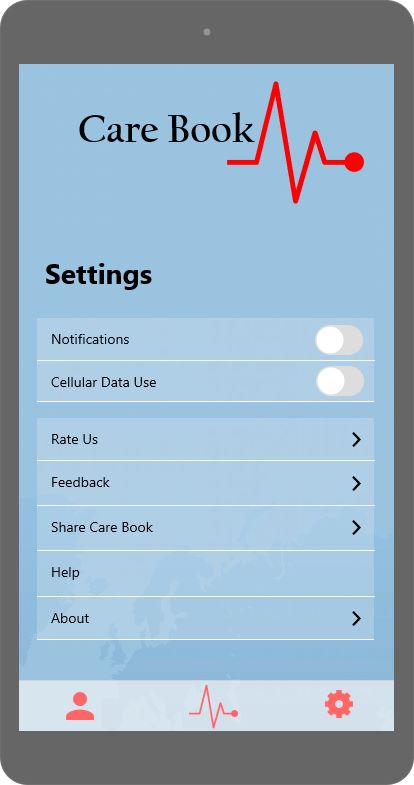 Care Book
Settings
Notifications
Cellular Data Use
Rate Us
Feedback
Share Care Book
Help
About